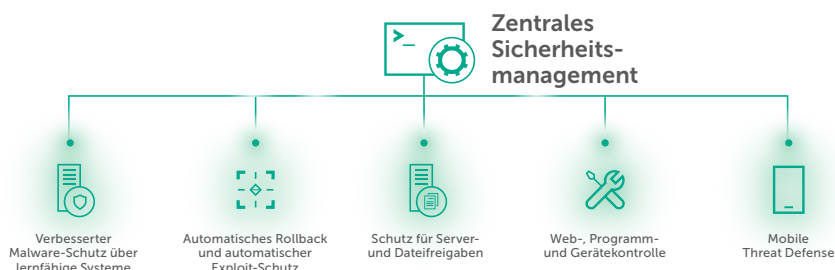 >_
Zentrales
Sicherheits-
management
Verbesserter
Malware-Schutz über
lernfähige Systeme
Automatisches Rollback
und automatischer
Exploit-Schutz
Schutz für Server-
und Dateifreigaben
Web-, Programm-
und Gerätekontrolle
Mobile
Threat Defense